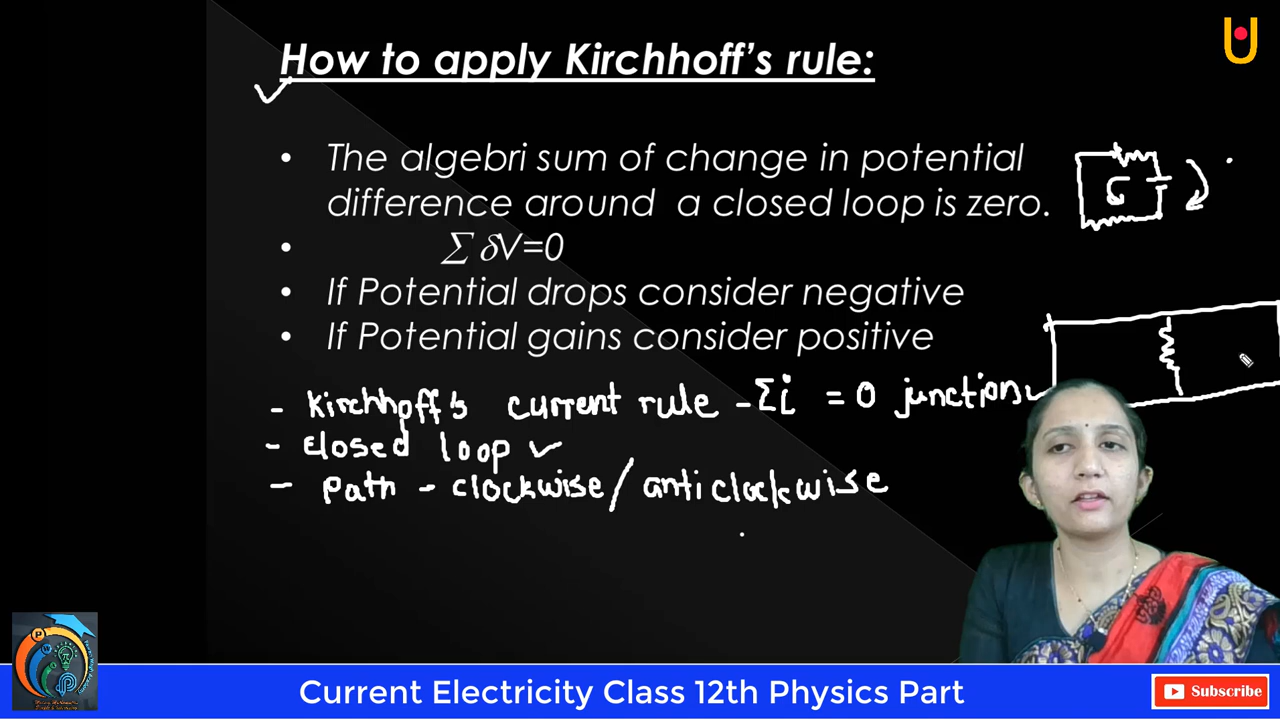 How to apply Kirchhoff's rule:
• The algebri sum of change in potential
difference around a closed loop is zero.
• ∑ δV=0
• If Potential drops consider negative
• If Potential gains consider positive
- Kirchhoff's current rule - Σi = 0 junction
- closed loop ✓
- path - clockwise/anticlockwise
Current Electricity Class 12th Physics Part
Subscribe